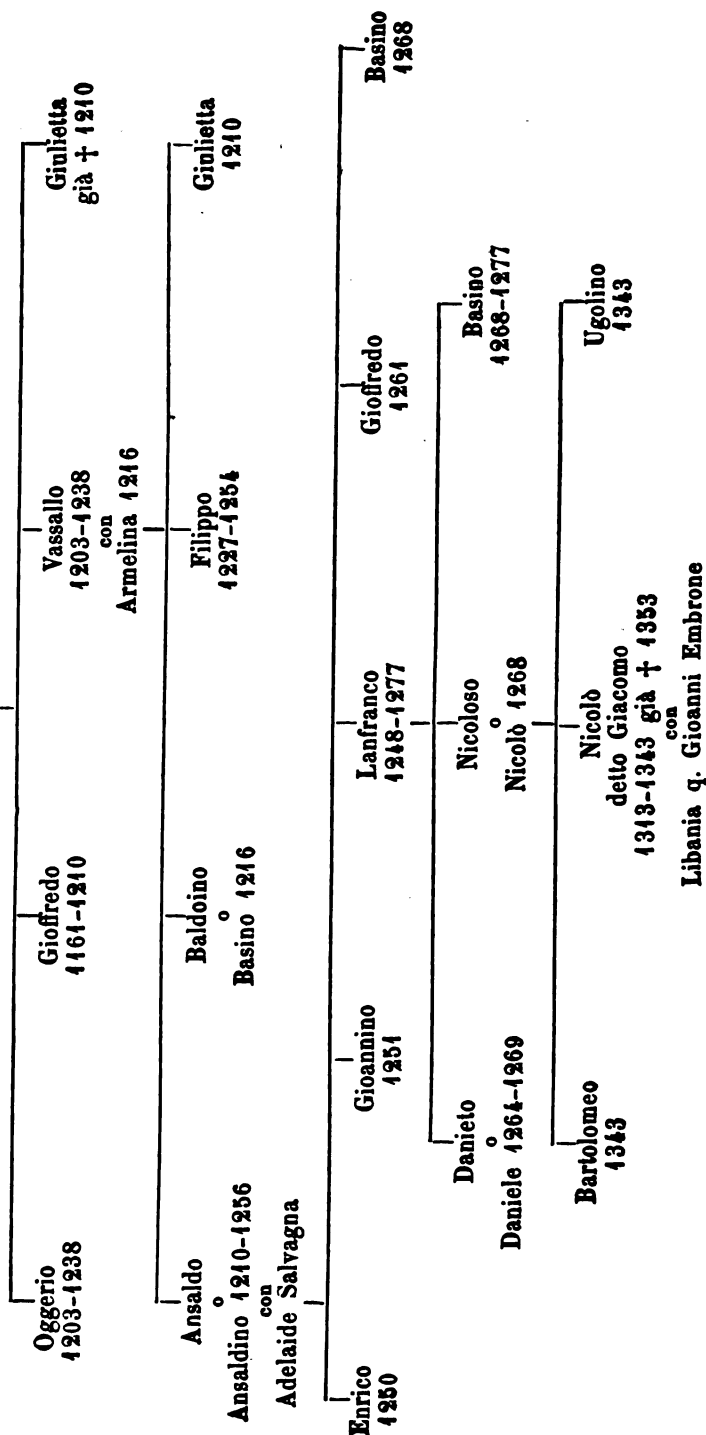 Oggerio
1203-1238
Gioffredo
1161-1210
Vassallo
1203-1238
con
Armelina 1216
Giulietta
già † 1210
Ansaldo
o
Ansaldino 1210-1256
con
Adelaide Salvagna
Baldoino
o
Basino 1216
Filippo
1227-1254
Giulietta
1210
Enrico
1250
Gioannino
1251
Lanfranco
1248-1277
Gioffredo
1261
Basino
1268
Danieto
o
Daniele 1264-1269
Nicoloso
o
Nicolò 1268
Basino
1268-1277
Bartolomeo
1343
Nicolò
detto Giacomo
1313-1343 già † 1353
con
Libania q. Gioanni Embrone
Ugolino
1343